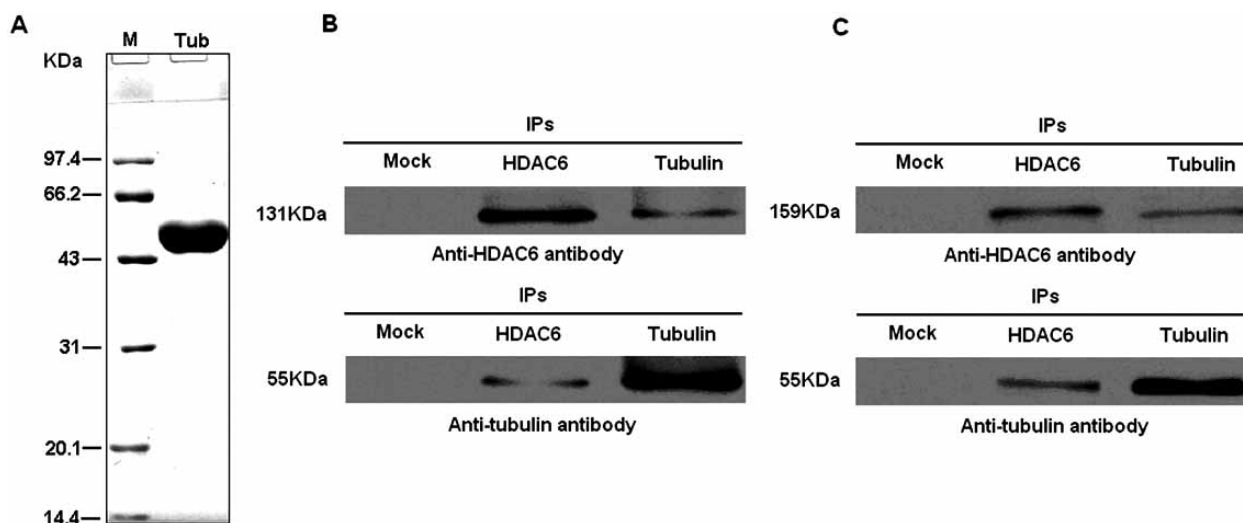 A
M Tub
KDa
97.4
66.2
43
31
20.1
14.4
B
IPs
Mock HDAC6 Tubulin
131KDa
Anti-HDAC6 antibody
IPs
Mock HDAC6 Tubulin
55KDa
Anti-tubulin antibody
C
IPs
Mock HDAC6 Tubulin
159KDa
Anti-HDAC6 antibody
IPs
Mock HDAC6 Tubulin
55KDa
Anti-tubulin antibody